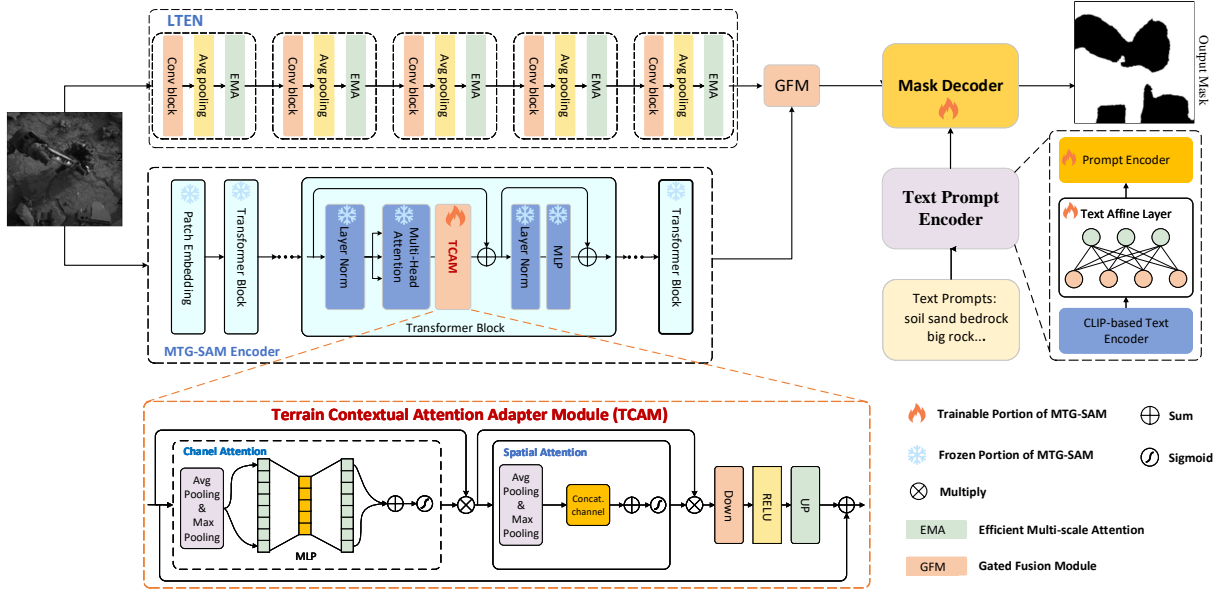 LTEN
Conv block
Avg pooling
EMA
Conv block
Avg pooling
EMA
Conv block
Avg pooling
EMA
Conv block
Avg pooling
EMA
Conv block
Avg pooling
EMA
GFM
Mask Decoder
Output Mask
Patch Embedding
Transformer Block
Layer Norm
Multi-Head
Attention
TCAM
Layer Norm
MLP
Transformer Block
Transformer Block
MTG-SAM Encoder
Text Prompt
Encoder
Text Prompts:
soil sand bedrock
big rock...
Prompt Encoder
Text Affine Layer
CLIP-based Text
Encoder
Terrain Contextual Attention Adapter Module (TCAM)
Chanel Attention
Avg
Pooling
&
Max
Pooling
MLP
Spatial Attention
Avg
Pooling
&
Max
Pooling
Concat.
channel
Down
RELU
UP
Trainable Portion of MTG-SAM
Sum
Frozen Portion of MTG-SAM
Sigmoid
Multiply
EMA
Efficient Multi-scale Attention
GFM
Gated Fusion Module